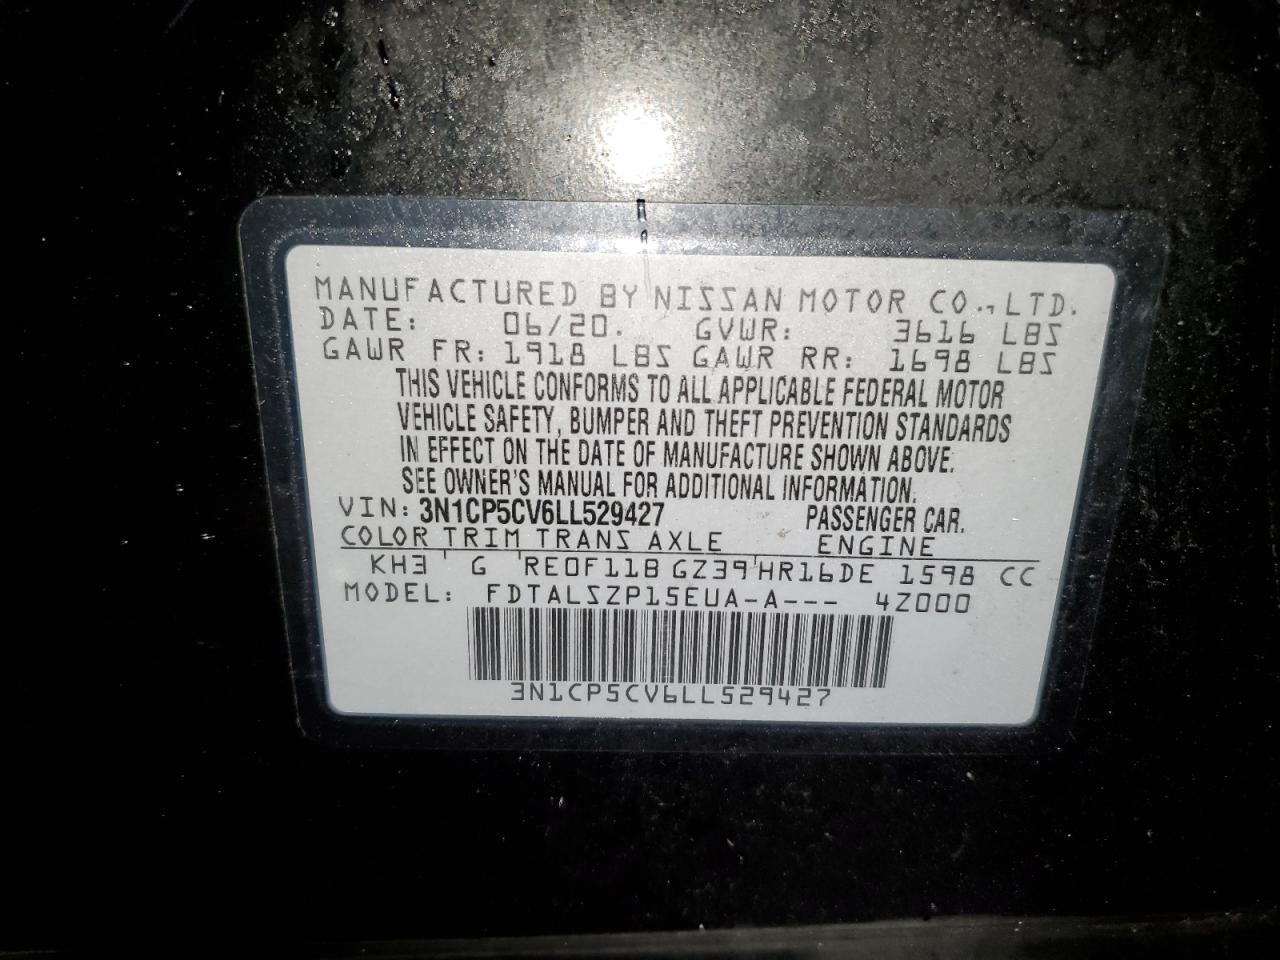 MANUFACTURED BY NISSAN MOTOR CO., LTD.
DATE: 06/20. GVWR: 3616 LBS
GAWR FR: 1918 LBS GAWR RR: 1698 LBS
THIS VEHICLE CONFORMS TO ALL APPLICABLE FEDERAL MOTOR
VEHICLE SAFETY, BUMPER AND THEFT PREVENTION STANDARDS
IN EFFECT ON THE DATE OF MANUFACTURE SHOWN ABOVE.
SEE OWNER'S MANUAL FOR ADDITIONAL INFORMATION.
VIN: 3N1CP5CV6LL529427 PASSENGER CAR.
COLOR TRIM TRANS AXLE ENGINE
KH3 G RE0F11B GZ39 HR16DE 1598 CC
MODEL: FDTALSZP15EUA-A--- 4Z000
3N1CP5CV6LL529427